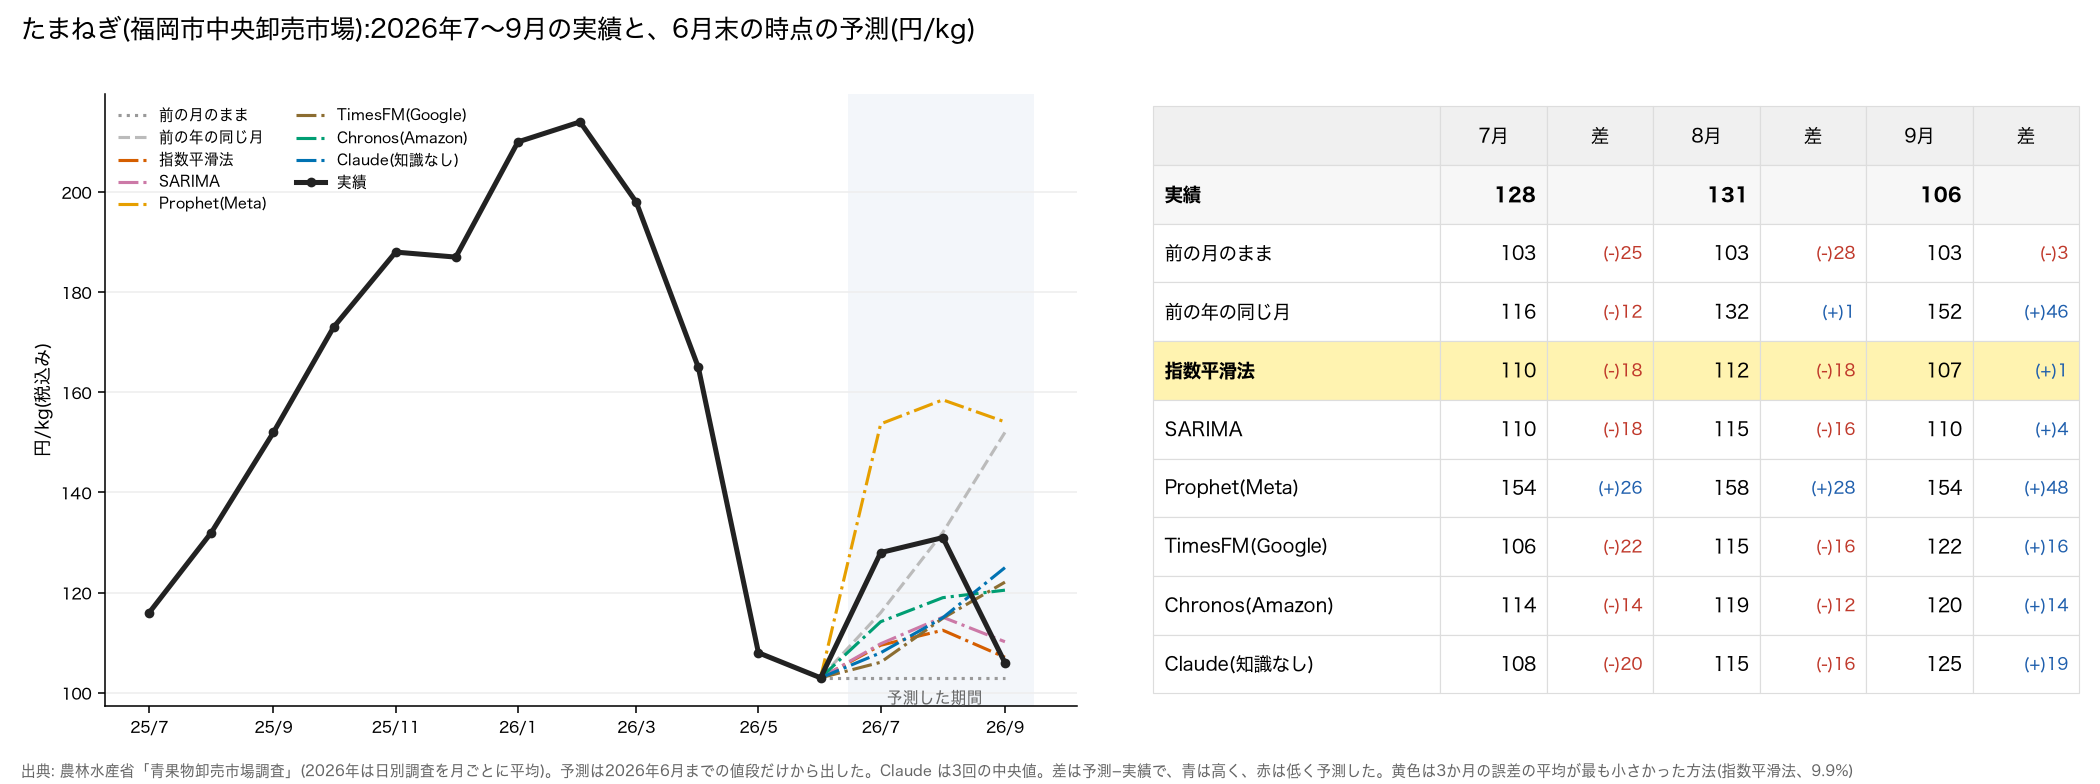 たまねぎ(福岡市中央卸売市場):2026年7〜9月の実績と、6月末の時点の予測(円/kg)
前の月のまま
前の年の同じ月
指数平滑法
SARIMA
Prophet(Meta)
TimesFM(Google)
Chronos(Amazon)
Claude(知識なし)
実績
円/kg(税込み)
200
180
160
140
120
100
予測した期間
25/7 25/9 25/11 26/1 26/3 26/5 26/7 26/9
7月 差 8月 差 9月 差
実績 128 131 106
前の月のまま 103 (-)25 103 (-)28 103 (-)3
前の年の同じ月 116 (-)12 132 (+)1 152 (+)46
指数平滑法 110 (-)18 112 (-)18 107 (+)1
SARIMA 110 (-)18 115 (-)16 110 (+)4
Prophet(Meta) 154 (+)26 158 (+)28 154 (+)48
TimesFM(Google) 106 (-)22 115 (-)16 122 (+)16
Chronos(Amazon) 114 (-)14 119 (-)12 120 (+)14
Claude(知識なし) 108 (-)20 115 (-)16 125 (+)19
出典: 農林水産省「青果物卸売市場調査」(2026年は日別調査を月ごとに平均)。予測は2026年6月までの値段だけから出した。Claude は3回の中央値。差は予測−実績で、青は高く、赤は低く予測した。黄色は3か月の誤差の平均が最も小さかった方法(指数平滑法、9.9%)